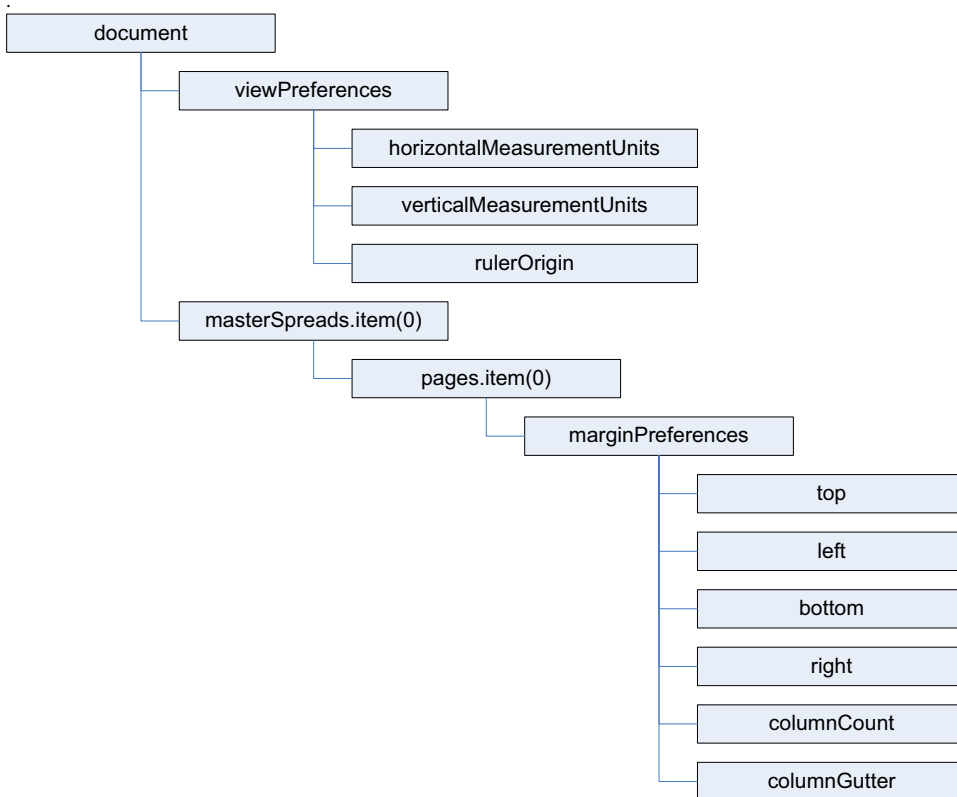 .
document
viewPreferences
horizontalMeasurementUnits
verticalMeasurementUnits
rulerOrigin
masterSpreads.item(0)
pages.item(0)
marginPreferences
top
left
bottom
right
columnCount
columnGutter